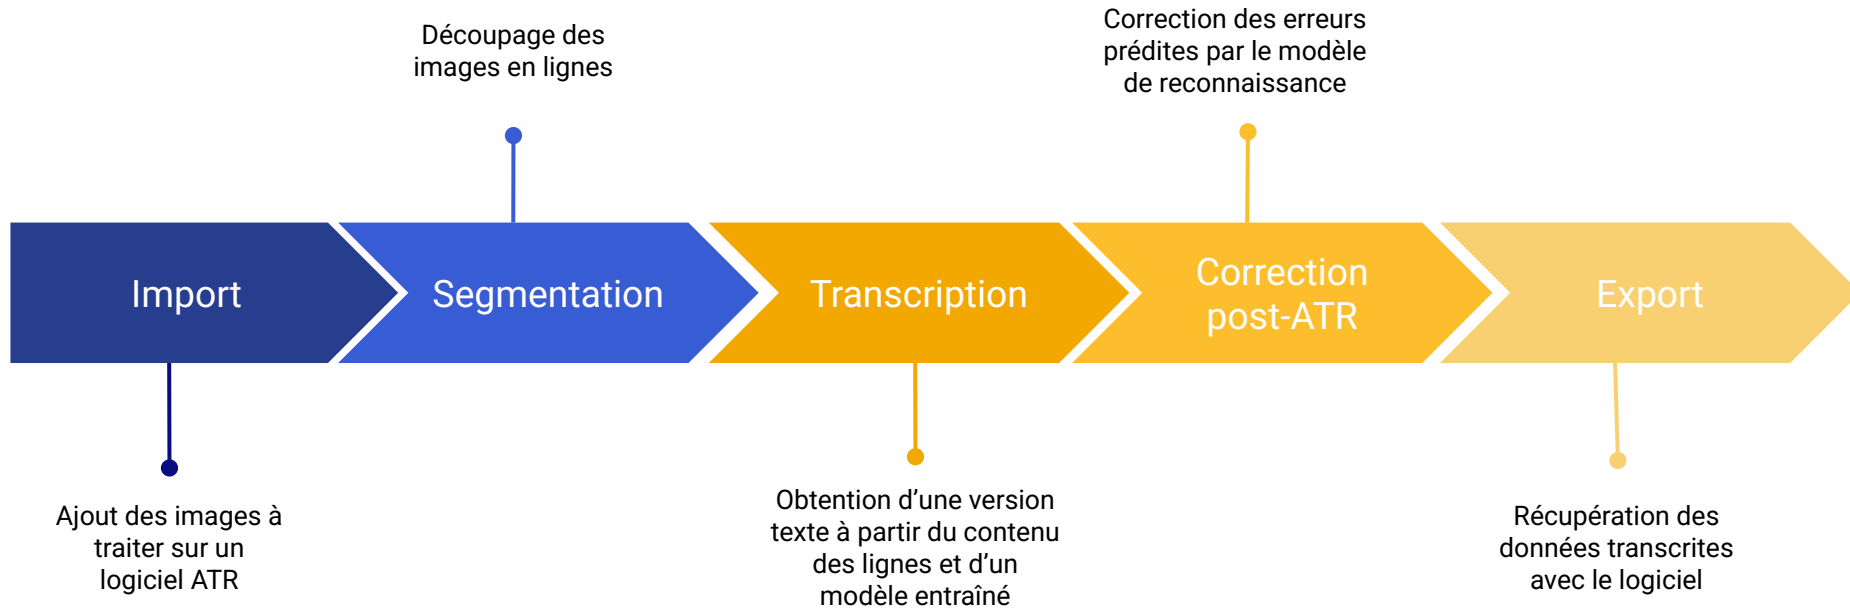 Découpage des
images en lignes
Correction des erreurs
prédites par le modèle
de reconnaissance
Import
Segmentation
Transcription
Correction
post-ATR
Export
Ajout des images à
traiter sur un
logiciel ATR
Obtention d'une version
texte à partir du contenu
des lignes et d'un
modèle entraîné
Récupération des
données transcrites
avec le logiciel